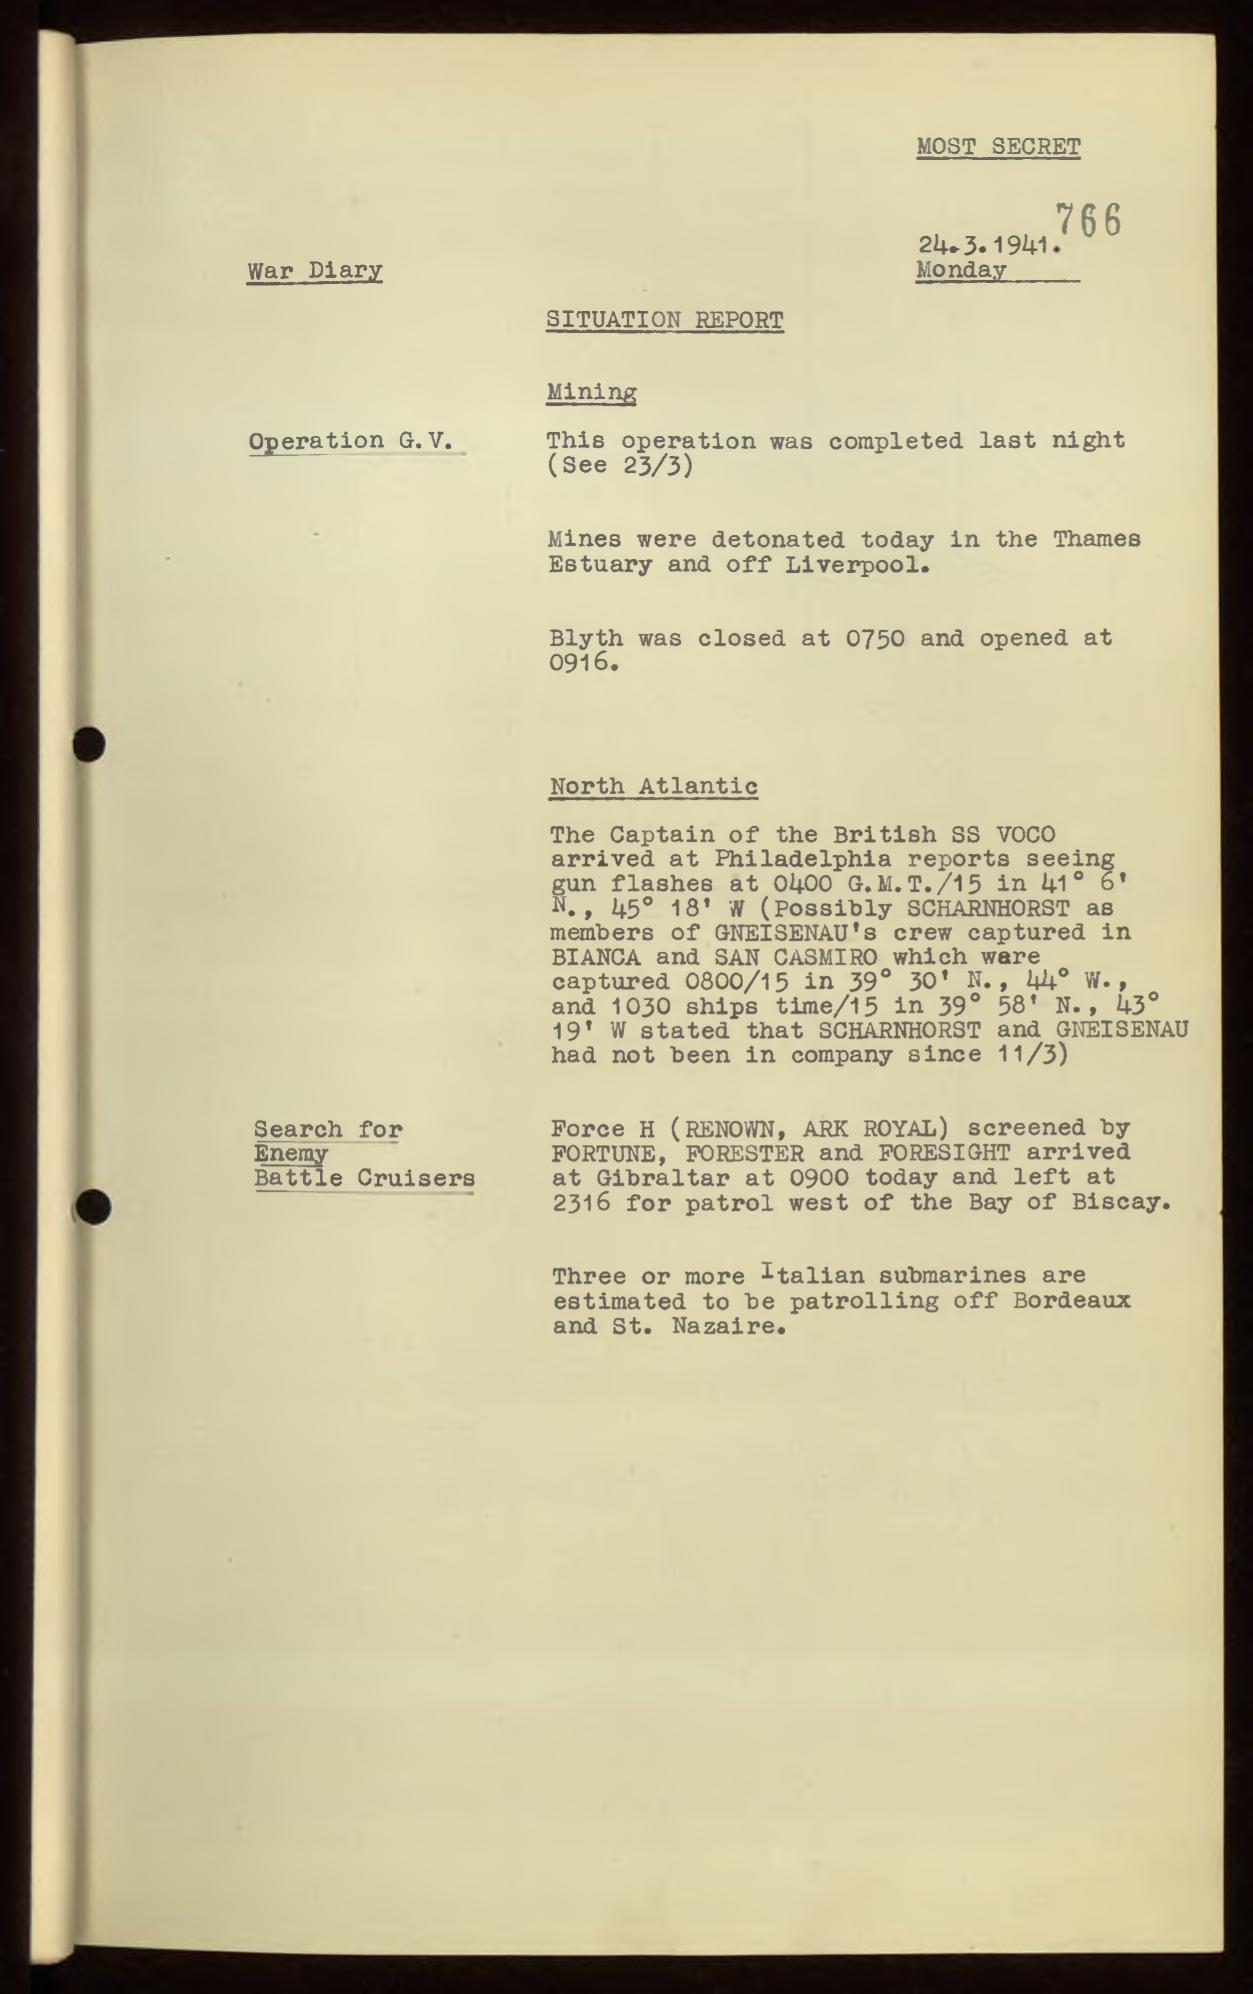 MOST SECRET
766
24.3.1941.
War Diary
Monday
SITUATION REPORT
Mining
Operation G.V.
This operation was completed last night
(See 23/3)
Mines were detonated today in the Thames
Estuary and off Liverpool.
Blyth was closed at 0750 and opened at
0916.
North Atlantic
The Captain of the British SS VOCO
arrived at Philadelphia reports seeing
gun flashes at 0400 G.M.T./15 in 41° 6'
N., 45° 18' W (Possibly SCHARNHORST as
members of GNEISENAU's crew captured in
BIANCA and SAN CASMIRO which were
captured 0800/15 in 39° 30' N., 44° W.,
and 1030 ships time/15 in 39° 58' N., 43°
19' W stated that SCHARNHORST and GNEISENAU
had not been in company since 11/3)
Search for
Enemy
Battle Cruisers
Force H (RENOWN, ARK ROYAL) screened by
FORTUNE, FORESTER and FORESIGHT arrived
at Gibraltar at 0900 today and left at
2316 for patrol west of the Bay of Biscay.
Three or more Italian submarines are
estimated to be patrolling off Bordeaux
and St. Nazaire.